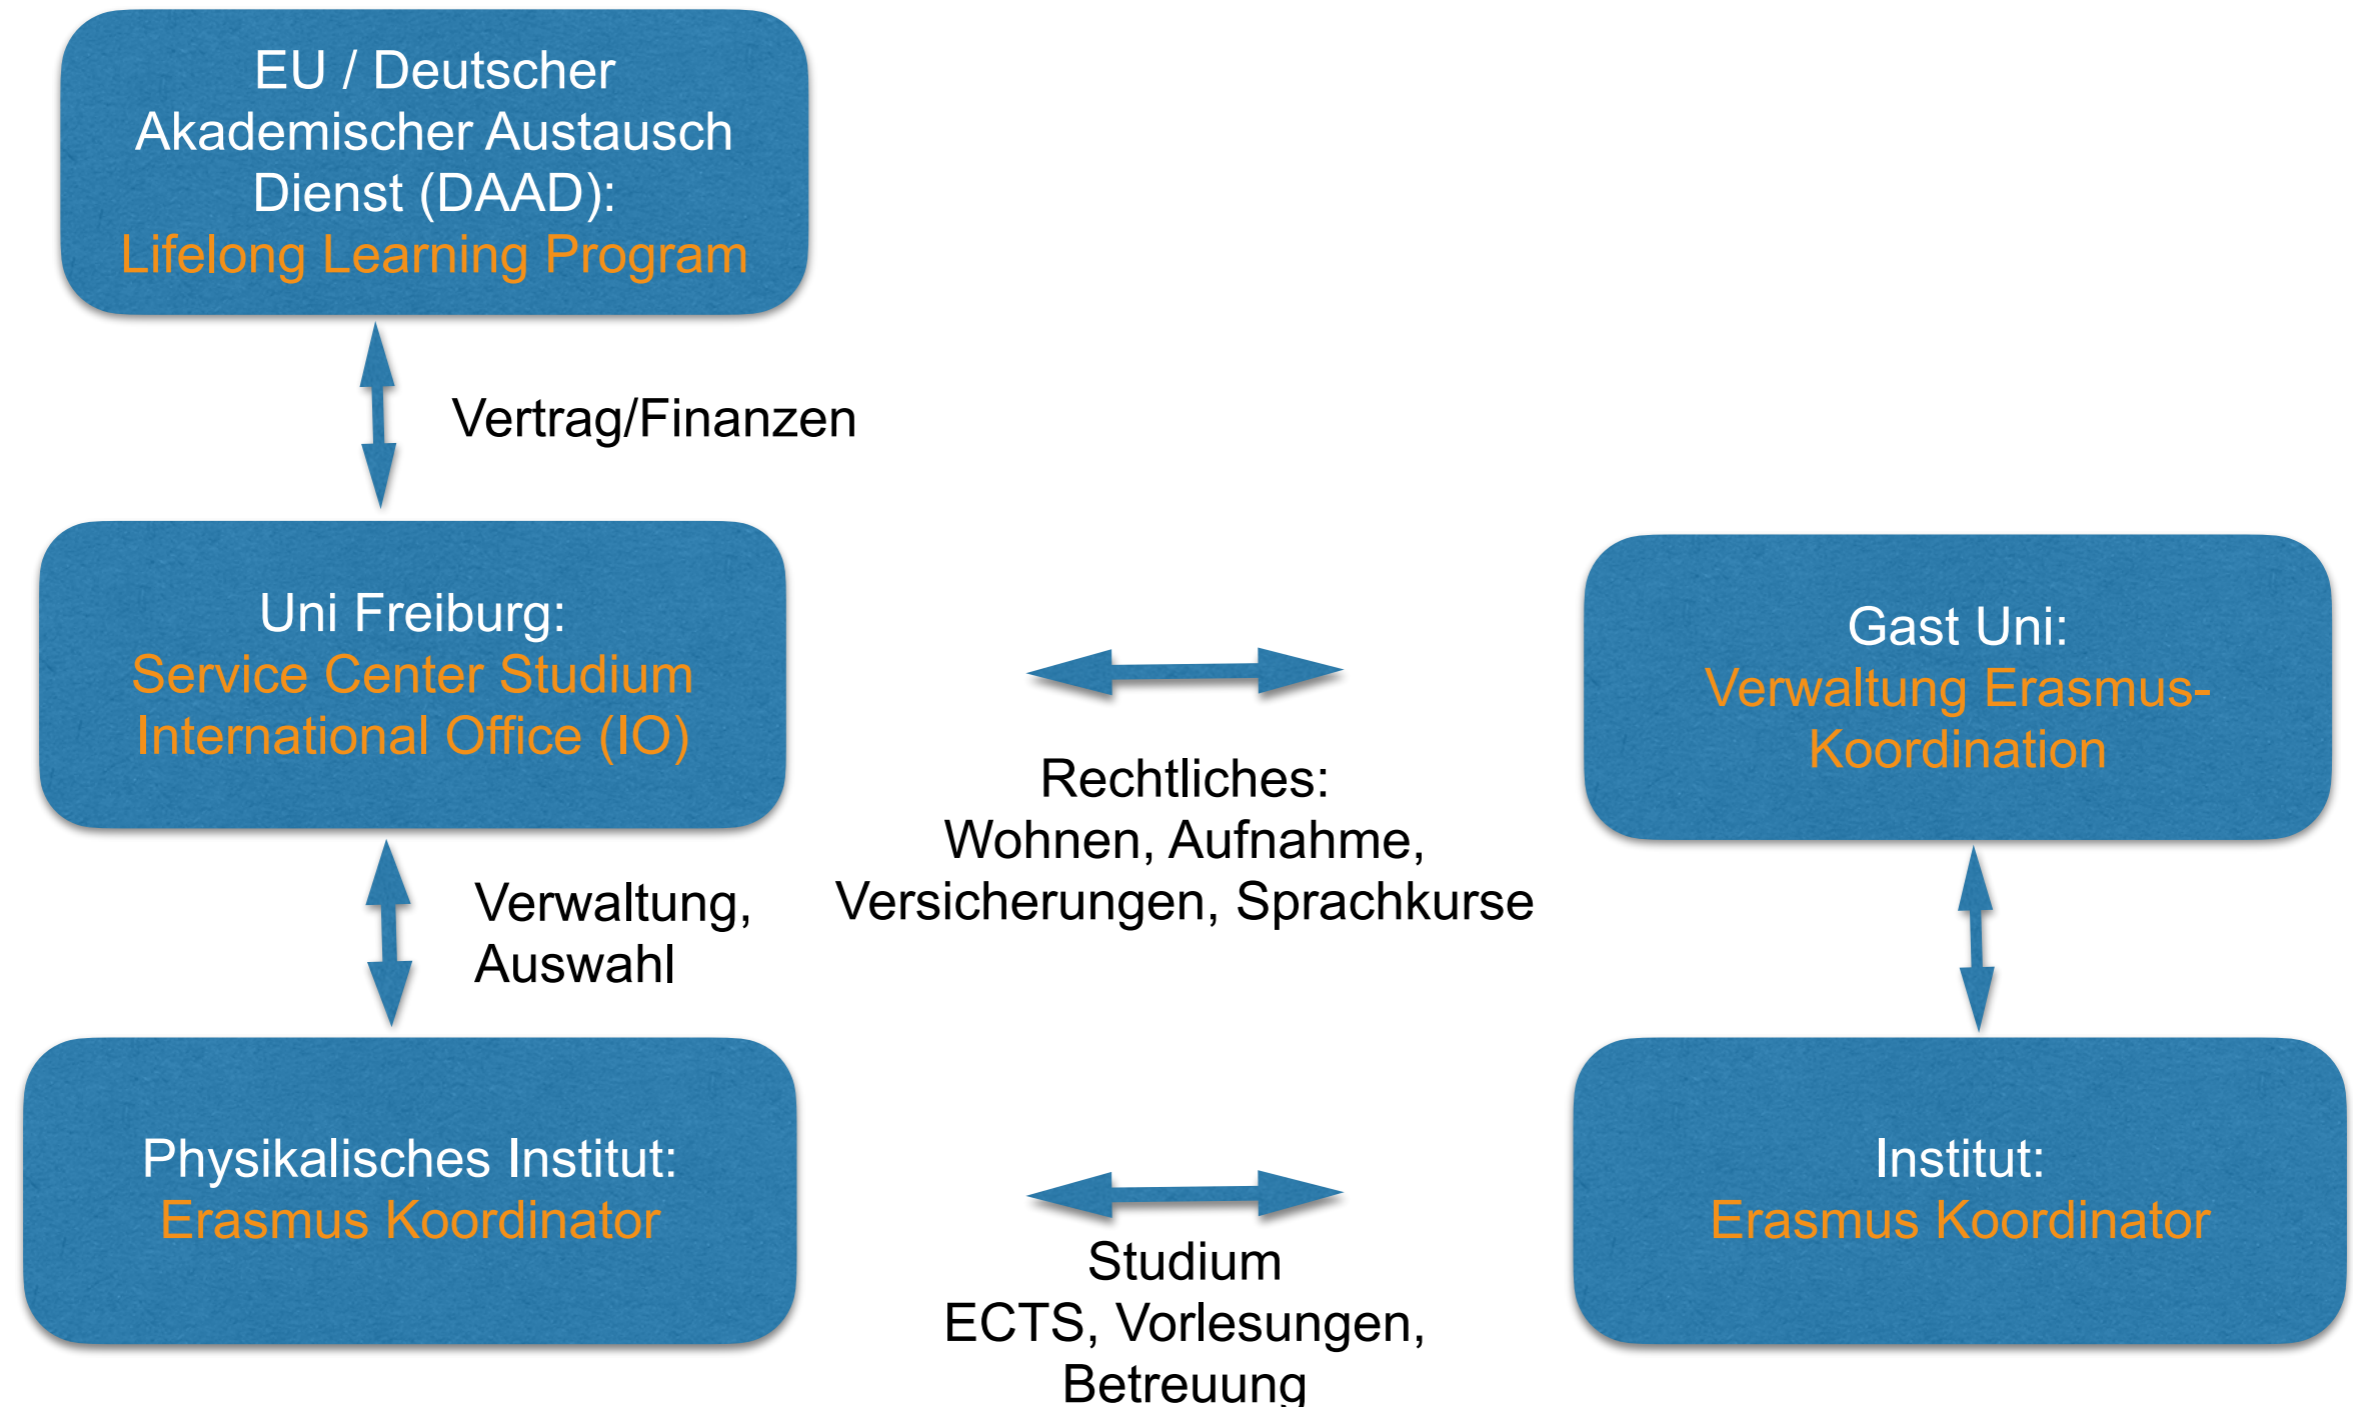 EU / Deutscher
Akademischer Austausch
Dienst (DAAD):
Lifelong Learning Program
Vertrag/Finanzen
Uni Freiburg:
Service Center Studium
International Office (IO)
Gast Uni:
Verwaltung Erasmus-
Koordination
Rechtliches:
Wohnen, Aufnahme,
Versicherungen, Sprachkurse
Verwaltung,
Auswahl
Physikalisches Institut:
Erasmus Koordinator
Institut:
Erasmus Koordinator
Studium
ECTS, Vorlesungen,
Betreuung